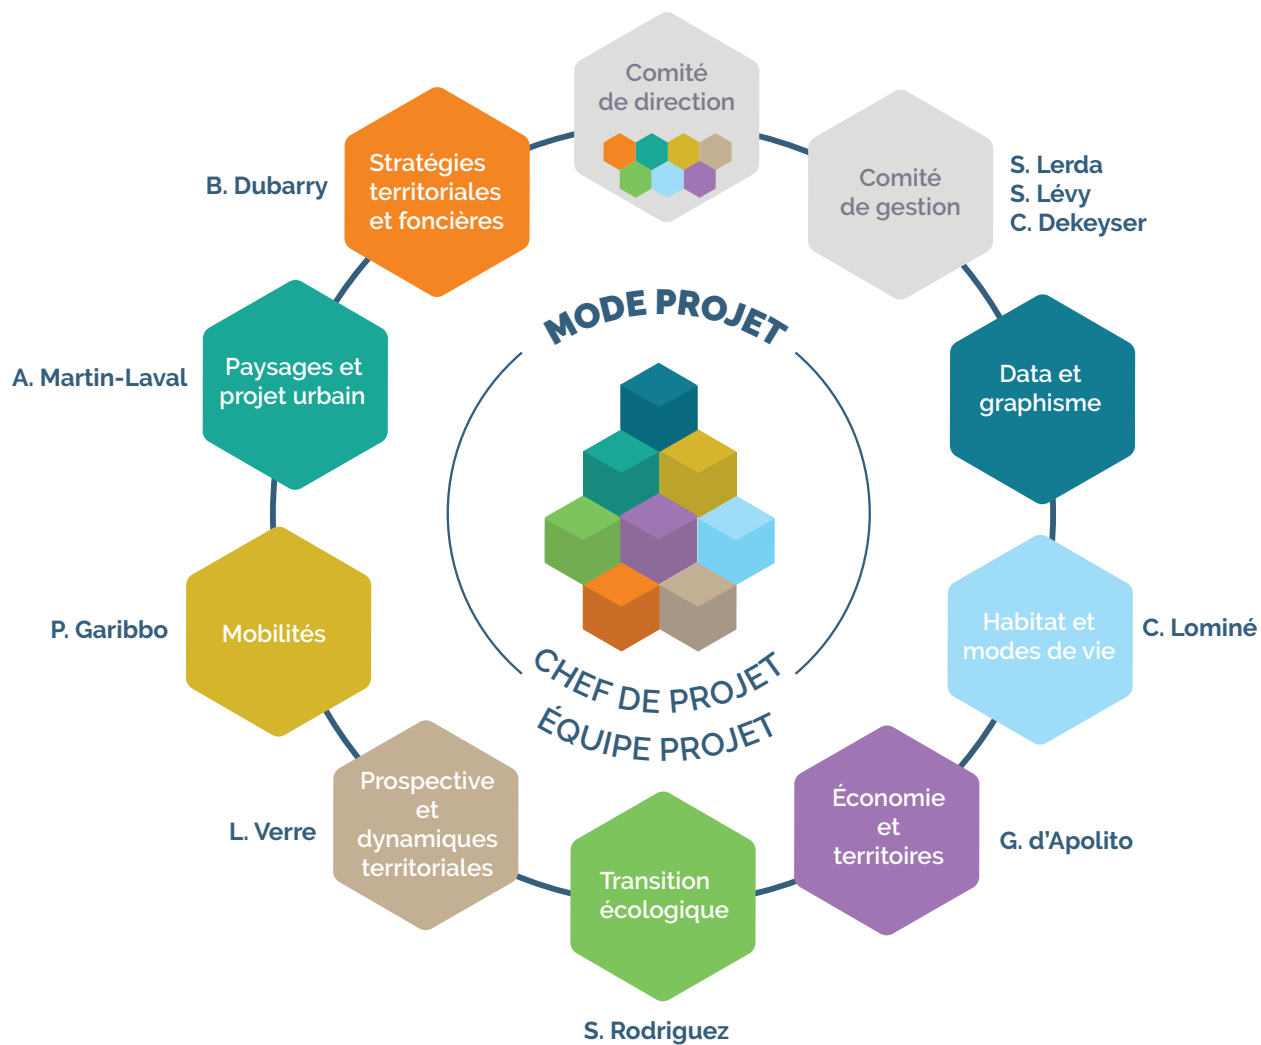 Comité
de direction
Comité
de gestion
S. Lerda
S. Lévy
C. Dekeyser
Data et
graphisme
Habitat et
modes de vie
C. Lominé
Économie
et
territoires
G. d'Apolito
Transition
écologique
S. Rodriguez
Prospective
et
dynamiques
territoriales
L. Verre
Mobilités
P. Garibbo
Paysages et
projet urbain
A. Martin-Laval
Stratégies
territoriales
et foncières
B. Dubarry
MODE PROJET
CHEF DE PROJET
ÉQUIPE PROJET